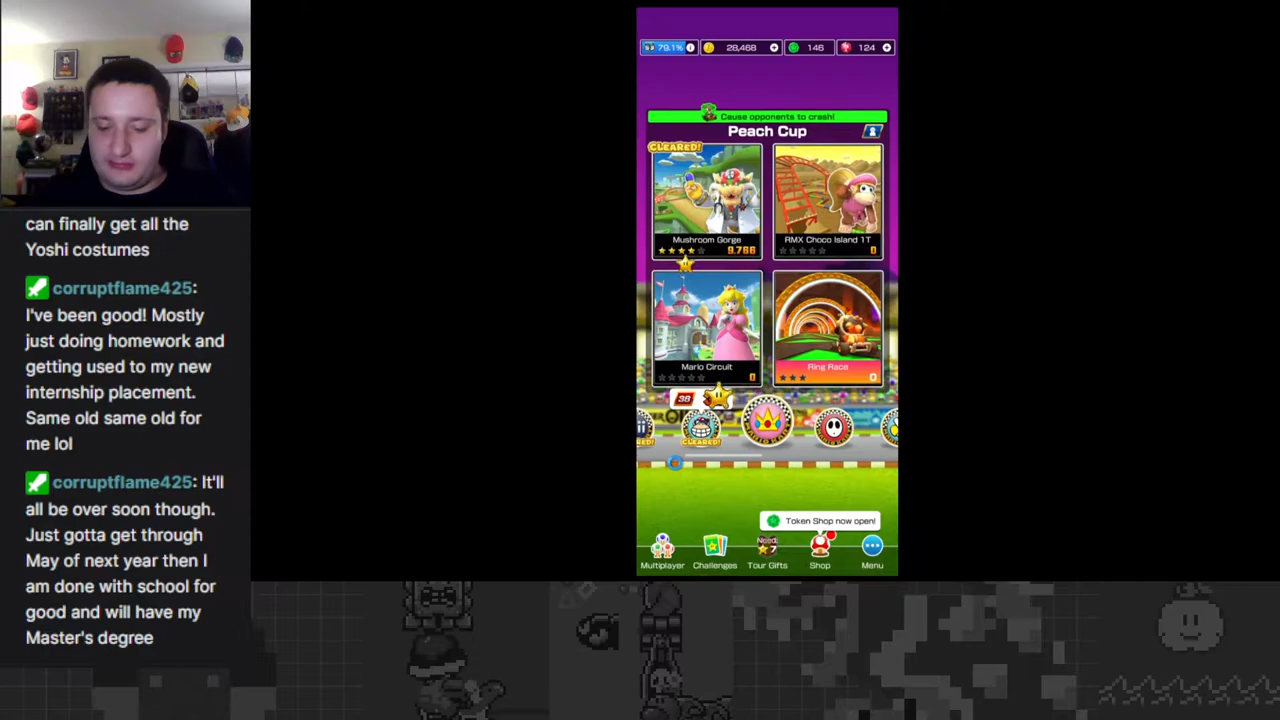 79.1%
28,468
146
124
Cause opponents to crash!
Peach Cup
CLEARED!
Mushroom Gorge
9,766
RMX Choco Island 1T
0
Mario Circuit
0
Ring Race
0
38
CLEARED!
Token Shop now open!
Need:
7
Multiplayer
Challenges
Tour Gifts
Shop
Menu
can finally get all the
Yoshi costumes
corruptflame425:
I've been good! Mostly
just doing homework and
getting used to my new
internship placement.
Same old same old for
me lol
corruptflame425: It'll
all be over soon though.
Just gotta get through
May of next year then I
am done with school for
good and will have my
Master's degree